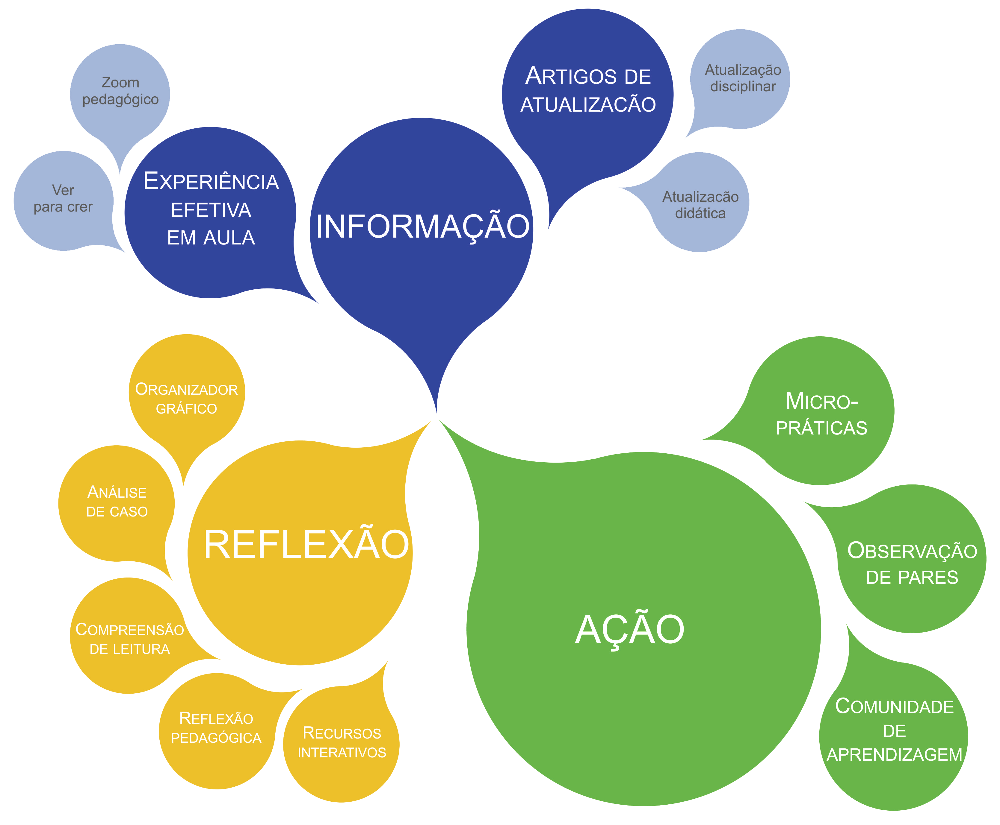 Zoom
pedagógico
Ver
para crer
EXPERIÊNCIA
EFETIVA
EM AULA
INFORMAÇÃO
ARTIGOS DE
ATUALIZACÃO
Atualização
disciplinar
Atualizacão
didática
ORGANIZADOR
GRÁFICO
ANÁLISE
DE CASO
COMPREENSÃO
DE LEITURA
REFLEXÃO
PEDAGÓGICA
RECURSOS
INTERATIVOS
REFLEXÃO
AÇÃO
MICRO-
PRÁTICAS
OBSERVAÇÃO
DE PARES
COMUNIDADE
DE
APRENDIZAGEM